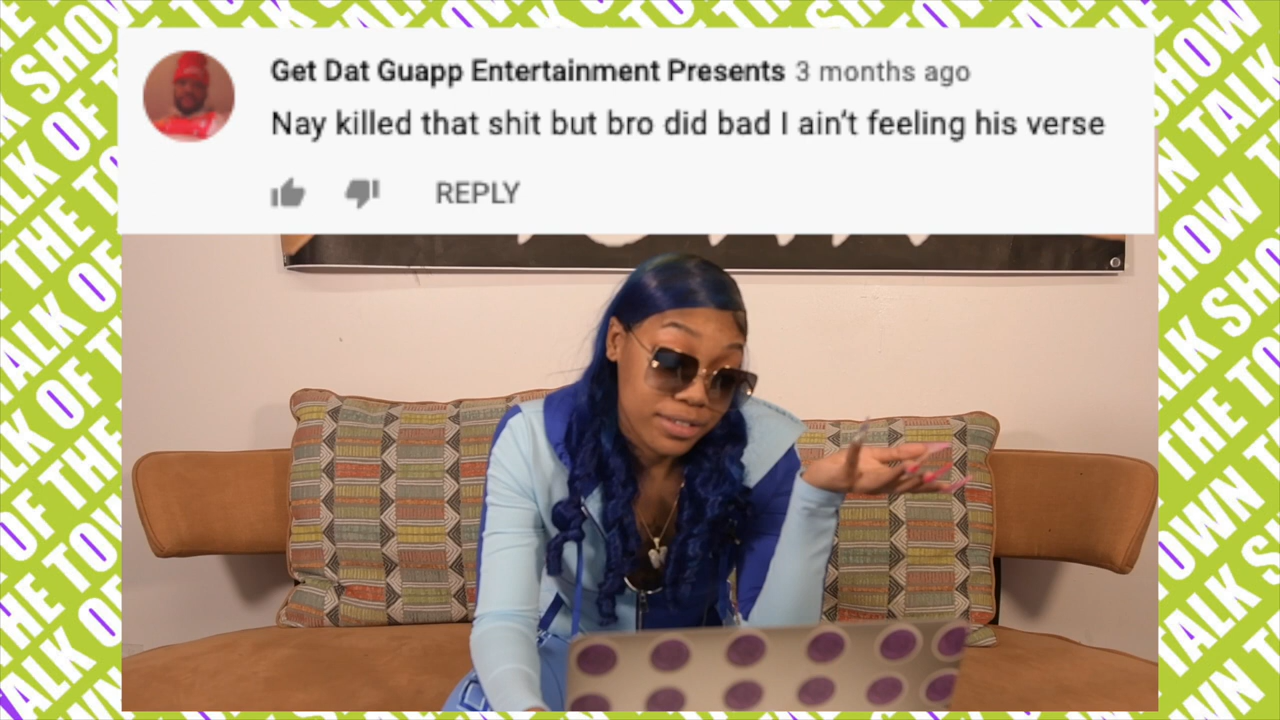 Get Dat Guapp Entertainment Presents 3 months ago
Nay killed that shit but bro did bad I ain't feeling his verse
REPLY
TALK OF THE TOWN TALK SHOW